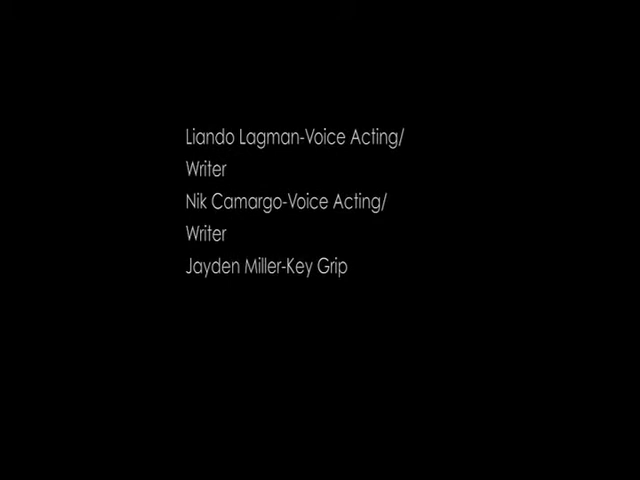 Liando Lagman-Voice Acting/
Writer
Nik Camargo-Voice Acting/
Writer
Jayden Miller-Key Grip